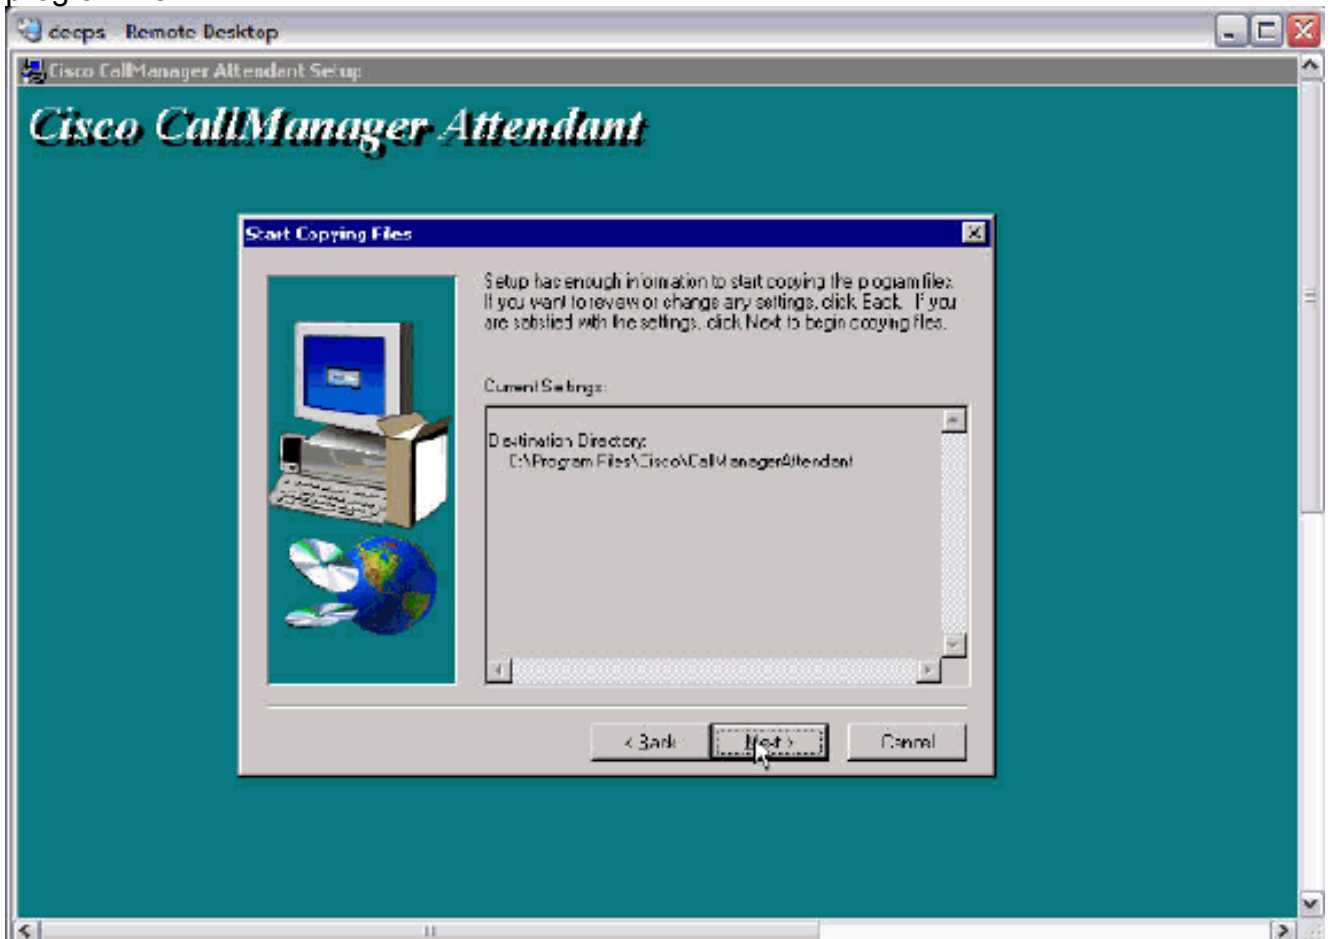 deeps - Remote Desktop
Cisco CallManager Attendant Setup
Cisco CallManager Attendant
Start Copying Files
Setup has enough information to start copying the program files.
If you want to review or change any settings, click Back. If you
are satisfied with the settings, click Next to begin copying files.
Current Settings:
Destination Directory:
C:\Program Files\Cisco\CallManagerAttendant
< Back
Next >
Cancel